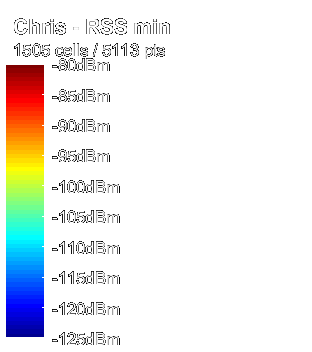 Chris - RSS min
1505 cells / 5113 pts
-80dBm
-85dBm
-90dBm
-95dBm
-100dBm
-105dBm
-110dBm
-115dBm
-120dBm
-125dBm